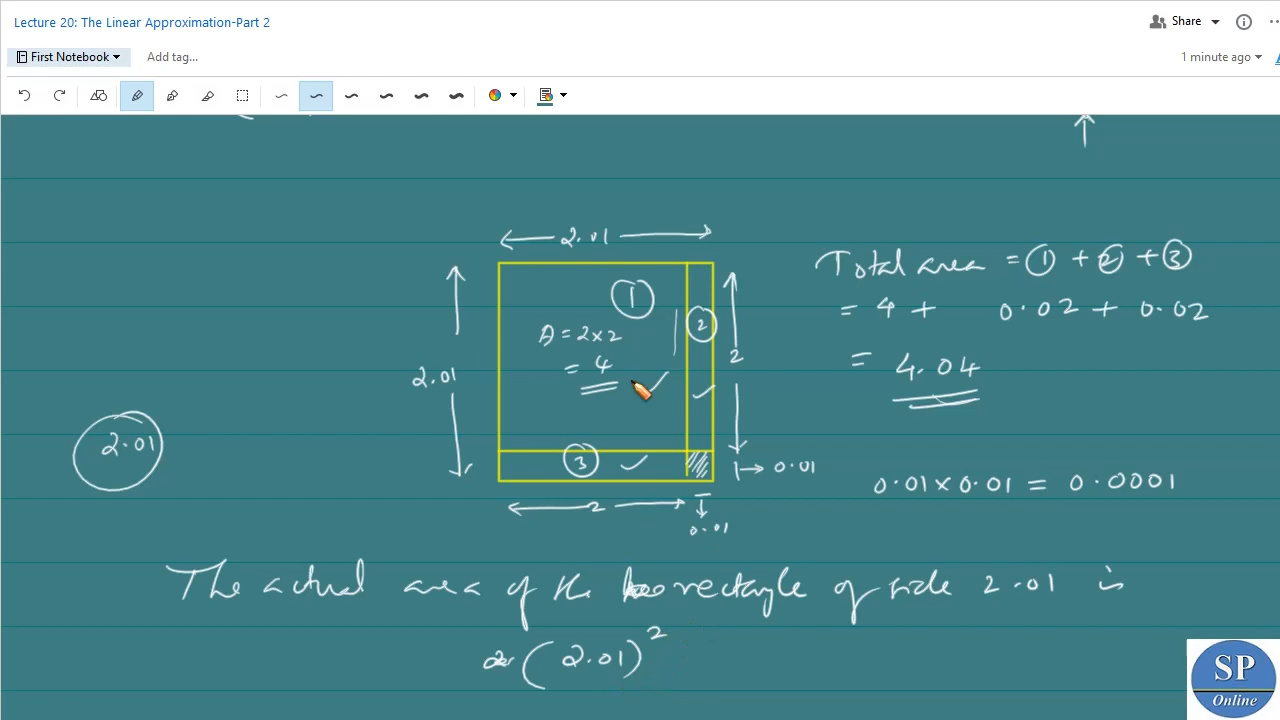 Lecture 20: The Linear Approximation-Part 2
Share
First Notebook
Add tag...
1 minute ago
2.01
Total area = ① + ② + ③
①
②
= 4 + 0.02 + 0.02
A = 2 × 2
= 4
2
= 4.04
2.01
2.01
③
→ 0.01
0.01 × 0.01 = 0.0001
2
0.01
The actual area of the rectangle of side 2.01 is
(2.01)²
SP
Online